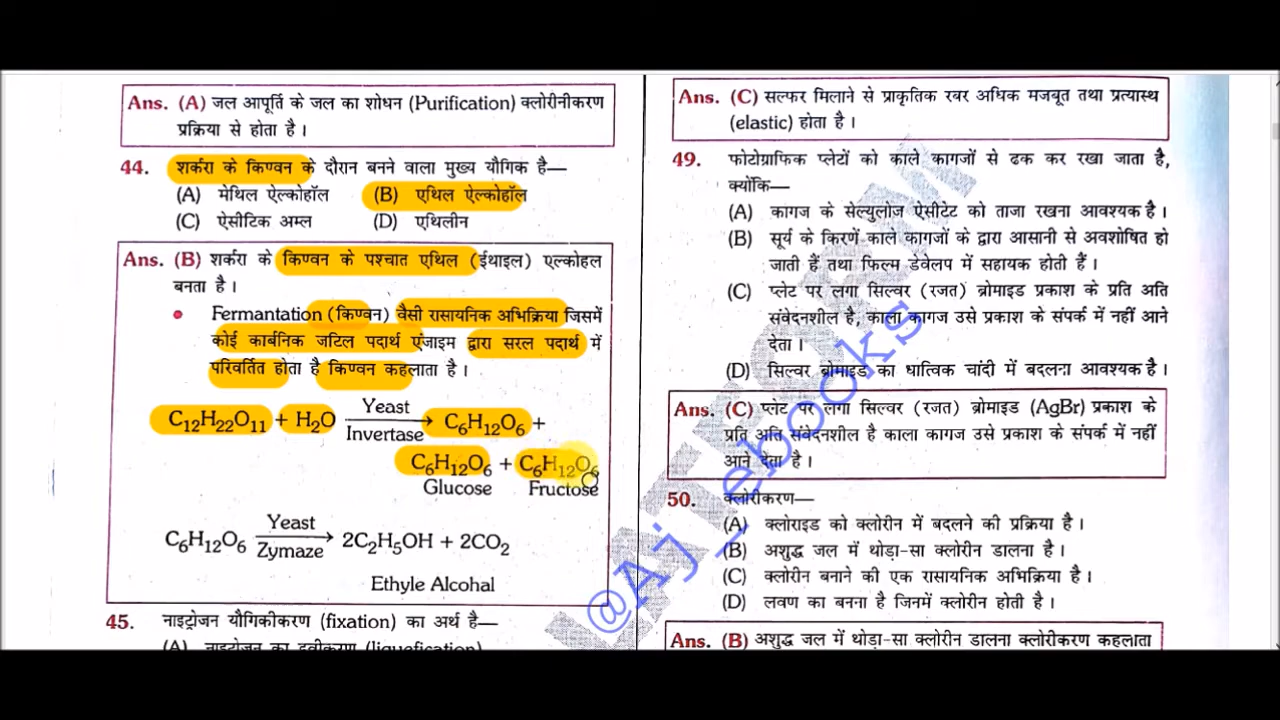 Ans. (A) जल आपूर्ति के जल का शोधन (Purification) क्लोरीनीकरण
प्रक्रिया से होता है।
44. शर्करा के किण्वन के दौरान बनने वाला मुख्य यौगिक है—
(A) मेथिल ऐल्कोहॉल (B) एथिल ऐल्कोहॉल
(C) ऐसीटिक अम्ल (D) एथिलीन
Ans. (B) शर्करा के किण्वन के पश्चात एथिल (ईथाइल) एल्कोहल
बनता है।
• Fermantation (किण्वन) वैसी रासायनिक अभिक्रिया जिसमें
कोई कार्बनिक जटिल पदार्थ एंजाइम द्वारा सरल पदार्थ में
परिवर्तित होता है किण्वन कहलाता है।
Yeast
C₁₂H₂₂O₁₁ + H₂O ⟶ C₆H₁₂O₆ +
Invertase
C₆H₁₂O₆ + C₆H₁₂O₆
Glucose Fructose
Yeast
C₆H₁₂O₆ ⟶ 2C₂H₅OH + 2CO₂
Zymaze
Ethyle Alcohal
45. नाइट्रोजन यौगिकीकरण (fixation) का अर्थ है—
(A) नाइट्रोजन का द्रवीकरण (liquefication)
Ans. (C) सल्फर मिलाने से प्राकृतिक रबर अधिक मजबूत तथा प्रत्यास्थ
(elastic) होता है।
49. फोटोग्राफिक प्लेटों को काले कागजों से ढक कर रखा जाता है,
क्योंकि—
(A) कागज के सेल्युलोज ऐसीटेट को ताजा रखना आवश्यक है।
(B) सूर्य के किरणें काले कागजों के द्वारा आसानी से अवशोषित हो
जाती हैं तथा फिल्म डेवेलप में सहायक होती हैं।
(C) प्लेट पर लगा सिल्वर (रजत) ब्रोमाइड प्रकाश के प्रति अति
संवेदनशील है, काला कागज उसे प्रकाश के संपर्क में नहीं आने
देता।
(D) सिल्वर ब्रोमाइड का धात्विक चांदी में बदलना आवश्यक है।
Ans. (C) प्लेट पर लगा सिल्वर (रजत) ब्रोमाइड (AgBr) प्रकाश के
प्रति अति संवेदनशील है काला कागज उसे प्रकाश के संपर्क में नहीं
आने देता है।
50. क्लोरीकरण—
(A) क्लोराइड को क्लोरीन में बदलने की प्रक्रिया है।
(B) अशुद्ध जल में थोड़ा-सा क्लोरीन डालना है।
(C) क्लोरीन बनाने की एक रासायनिक अभिक्रिया है।
(D) लवण का बनना है जिनमें क्लोरीन होती है।
Ans. (B) अशुद्ध जल में थोड़ा-सा क्लोरीन डालना क्लोरीकरण कहलाता
@Aj_ebooks